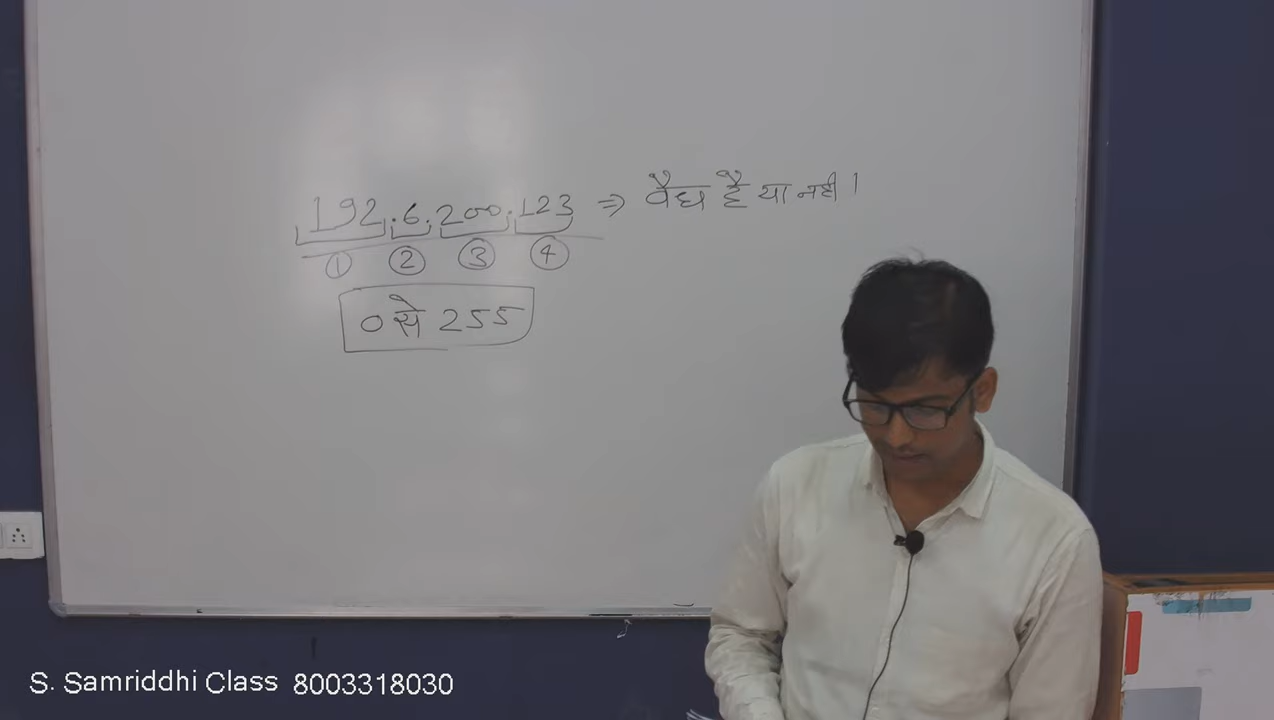 192.6.200.123 ⇒ वैध है या नही।
① ② ③ ④
0 से 255
S. Samriddhi Class 8003318030